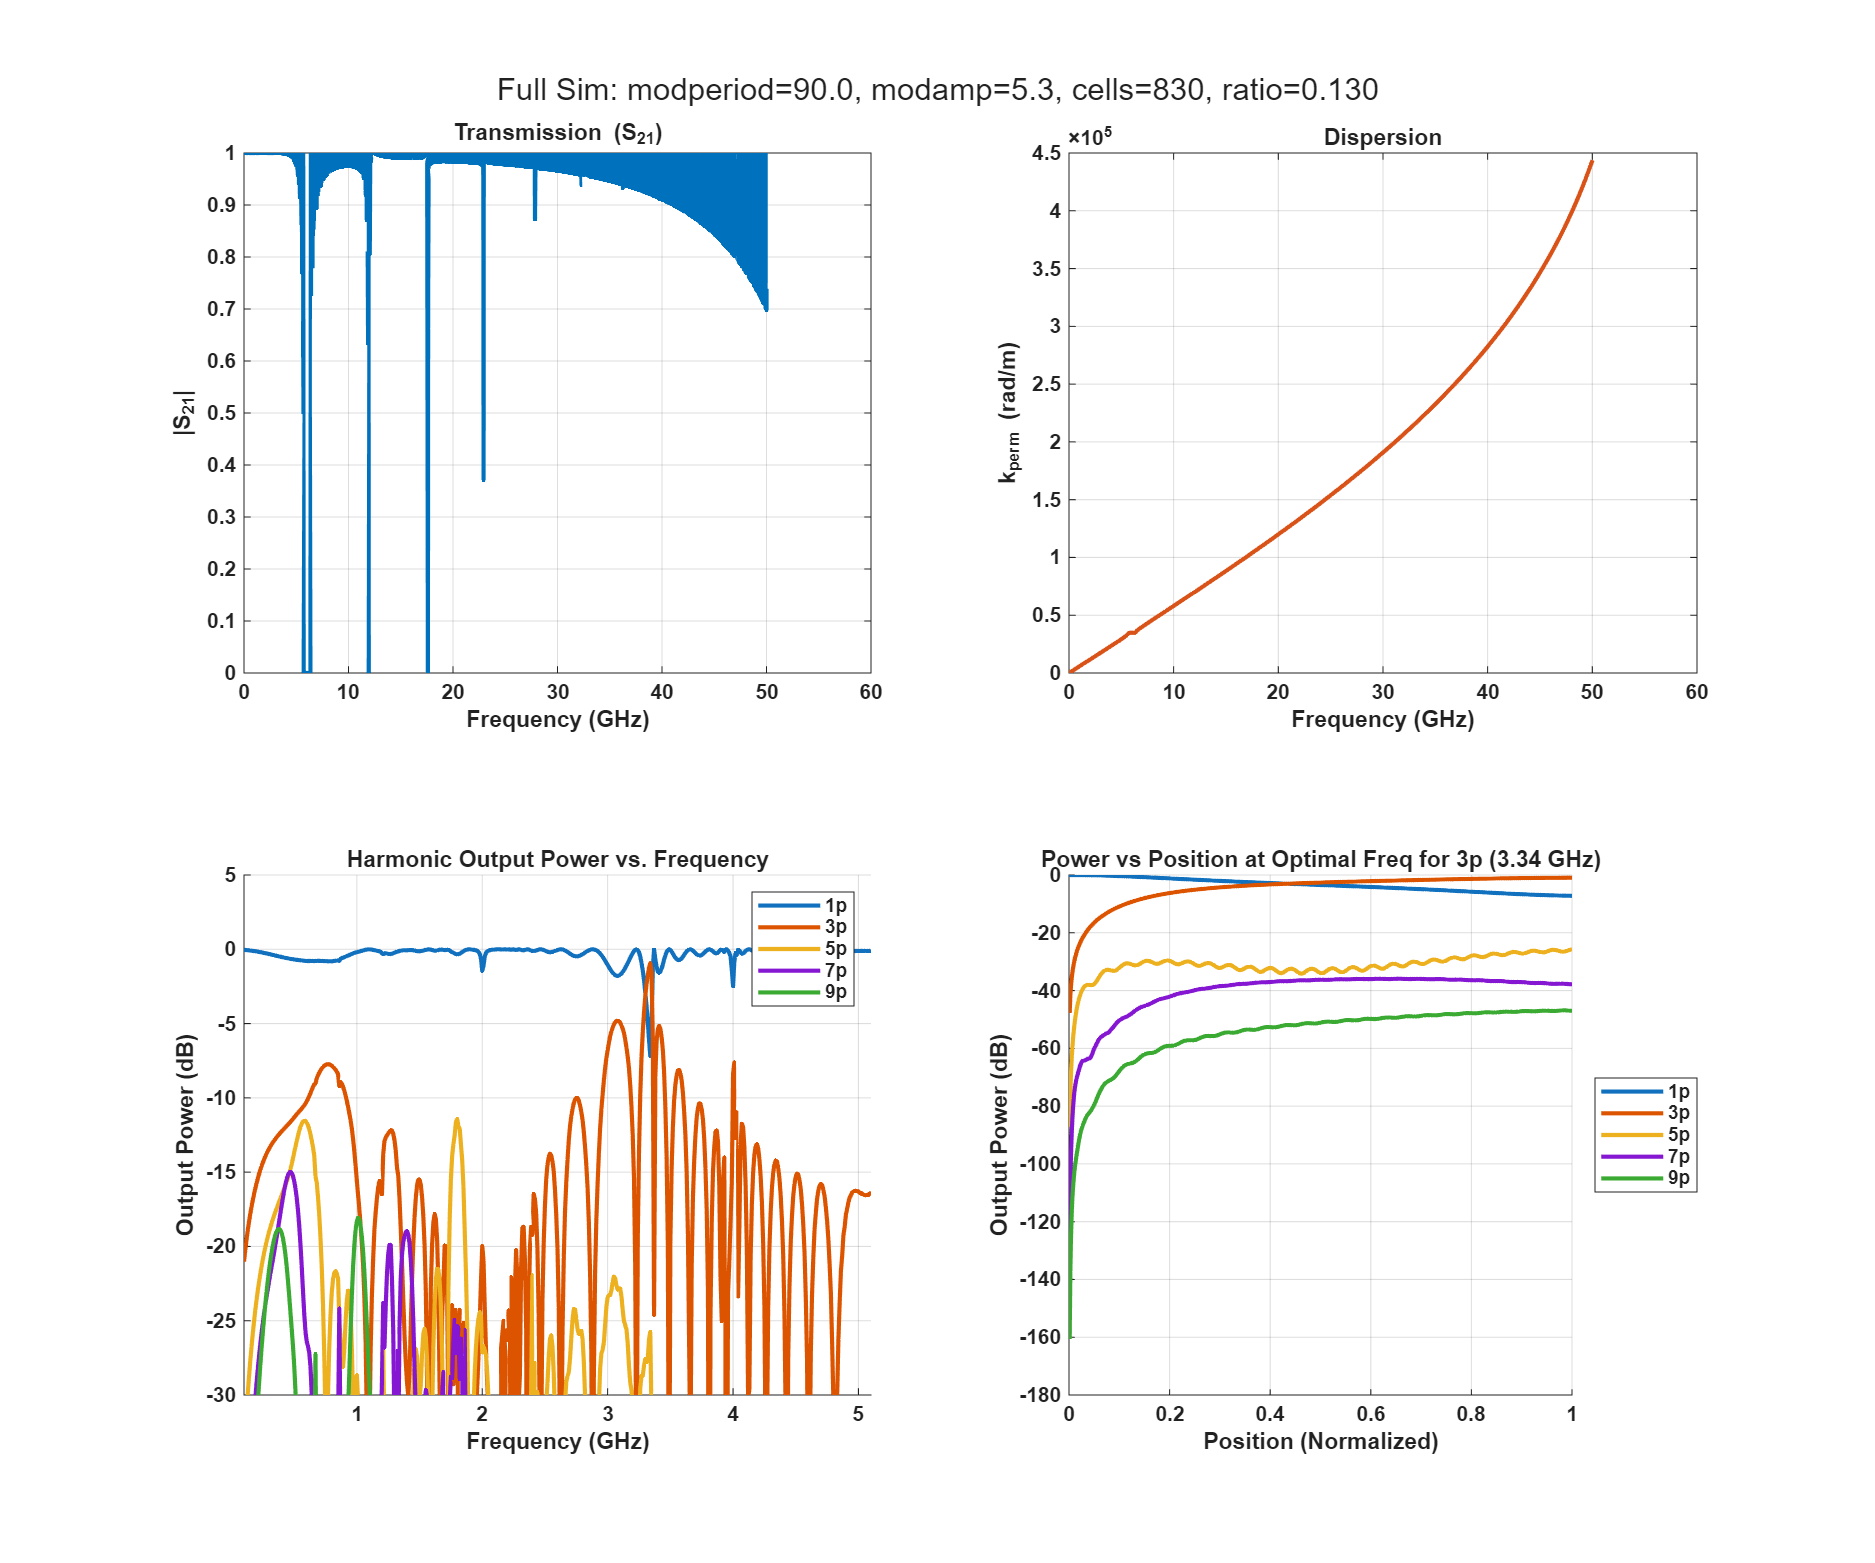 Full Sim: modperiod=90.0, modamp=5.3, cells=830, ratio=0.130
Transmission (S21)
1
0.9
0.8
0.7
0.6
0.5
0.4
0.3
0.2
0.1
0
|S21|
0 10 20 30 40 50 60
Frequency (GHz)
×10^5
Dispersion
4.5
4
3.5
3
2.5
2
1.5
1
0.5
0
kperm (rad/m)
0 10 20 30 40 50 60
Frequency (GHz)
Harmonic Output Power vs. Frequency
5
0
-5
-10
-15
-20
-25
-30
Output Power (dB)
1p
3p
5p
7p
9p
1 2 3 4 5
Frequency (GHz)
Power vs Position at Optimal Freq for 3p (3.34 GHz)
0
-20
-40
-60
-80
-100
-120
-140
-160
-180
Output Power (dB)
0 0.2 0.4 0.6 0.8 1
Position (Normalized)
1p
3p
5p
7p
9p